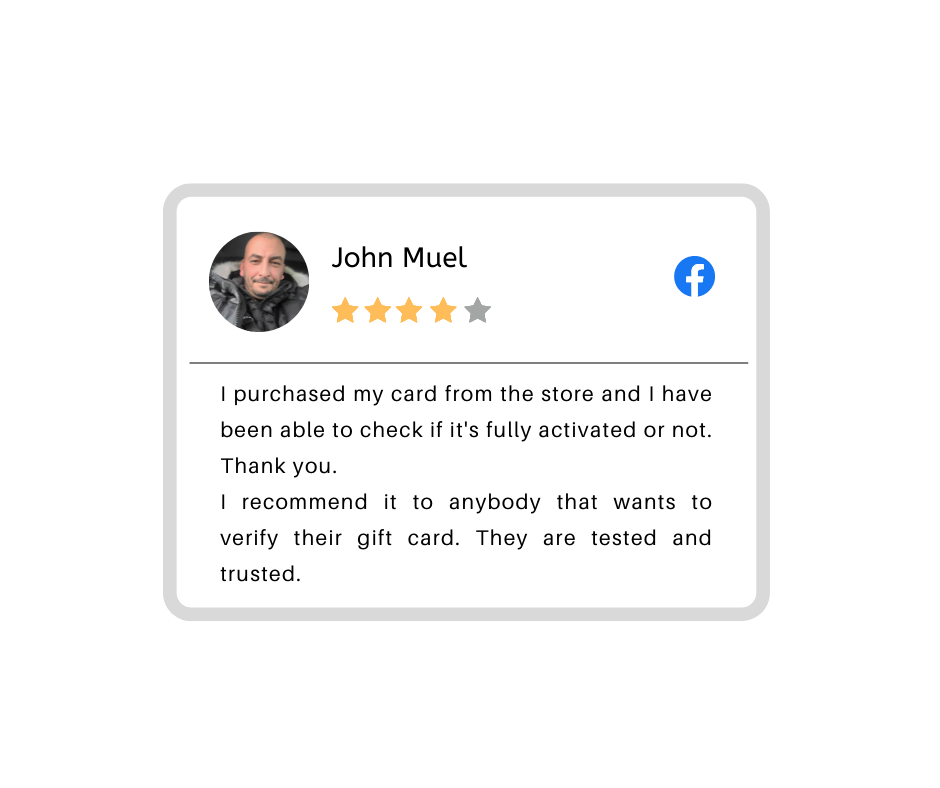 John Muel
I purchased my card from the store and I have
been able to check if it's fully activated or not.
Thank you.
I recommend it to anybody that wants to
verify their gift card. They are tested and
trusted.